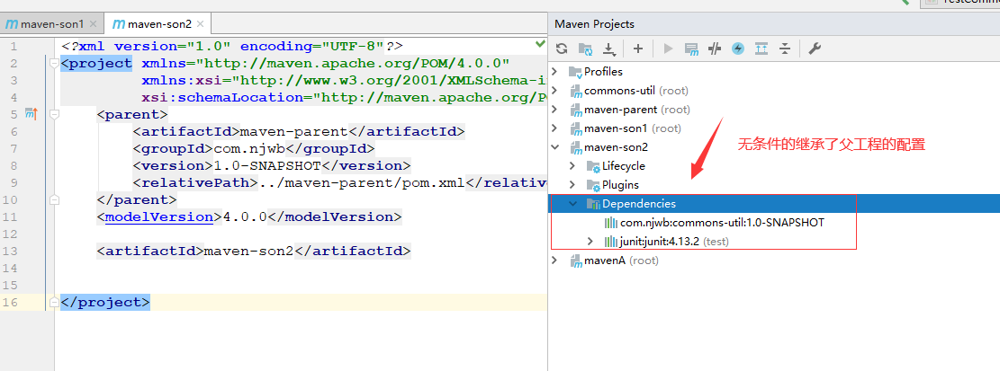 TestComm
maven-son1
maven-son2
Maven Projects
1 <?xml version="1.0" encoding="UTF-8"?>
2 <project xmlns="http://maven.apache.org/POM/4.0.0"
3 xmlns:xsi="http://www.w3.org/2001/XMLSchema-i
4 xsi:schemaLocation="http://maven.apache.org/PO
5 <parent>
6 <artifactId>maven-parent</artifactId>
7 <groupId>com.njwb</groupId>
8 <version>1.0-SNAPSHOT</version>
9 <relativePath>../maven-parent/pom.xml</relative
10 </parent>
11 <modelVersion>4.0.0</modelVersion>
12
13 <artifactId>maven-son2</artifactId>
14
15
16 </project>
Profiles
commons-util (root)
maven-parent (root)
maven-son1 (root)
maven-son2
Lifecycle
Plugins
Dependencies
com.njwb:commons-util:1.0-SNAPSHOT
junit:junit:4.13.2 (test)
mavenA (root)
无条件的继承了父工程的配置